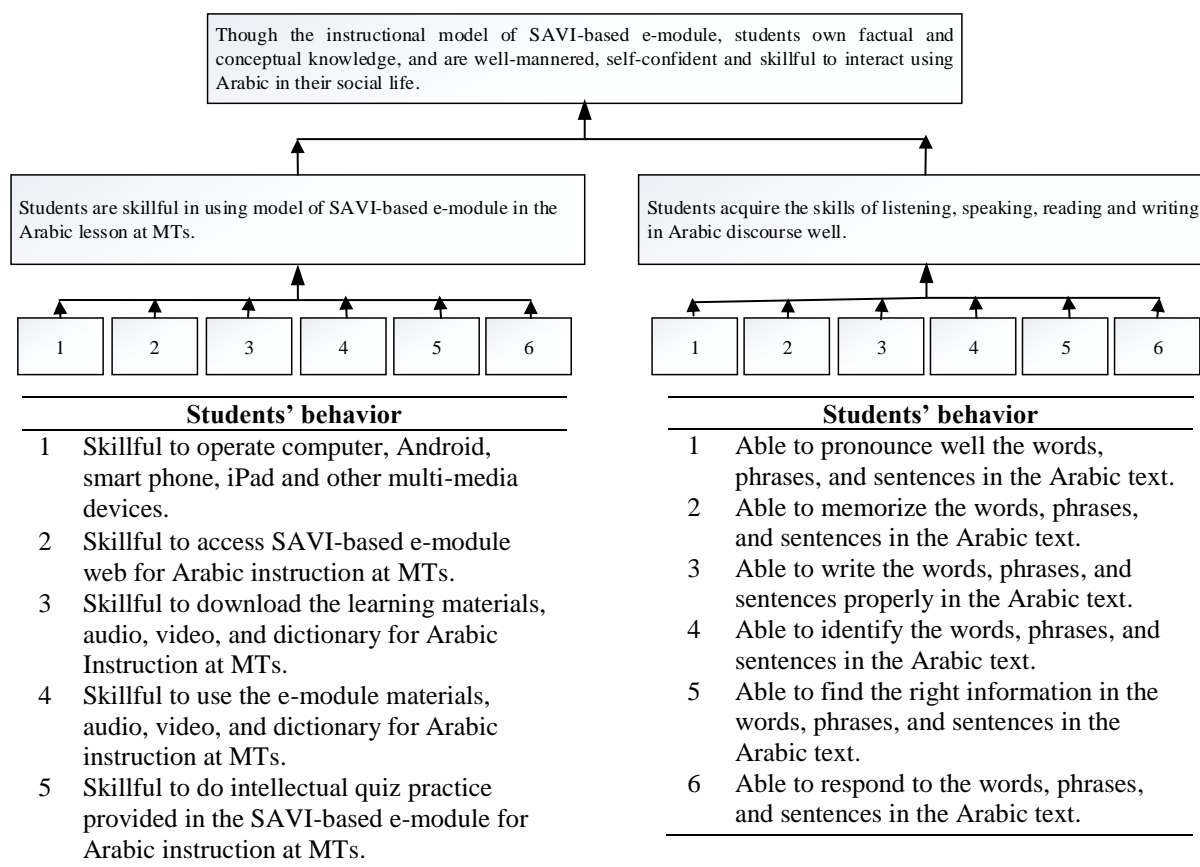 Though the instructional model of SAVI-based e-module, students own factual and
conceptual knowledge, and are well-mannered, self-confident and skillful to interact using
Arabic in their social life.
Students are skillful in using model of SAVI-based e-module in the
Arabic lesson at MTs.
Students acquire the skills of listening, speaking, reading and writing
in Arabic discourse well.
1 2 3 4 5 6
1 2 3 4 5 6
Students’ behavior
1 Skillful to operate computer, Android,
smart phone, iPad and other multi-media
devices.
2 Skillful to access SAVI-based e-module
web for Arabic instruction at MTs.
3 Skillful to download the learning materials,
audio, video, and dictionary for Arabic
Instruction at MTs.
4 Skillful to use the e-module materials,
audio, video, and dictionary for Arabic
instruction at MTs.
5 Skillful to do intellectual quiz practice
provided in the SAVI-based e-module for
Arabic instruction at MTs.
Students’ behavior
1 Able to pronounce well the words,
phrases, and sentences in the Arabic text.
2 Able to memorize the words, phrases,
and sentences in the Arabic text.
3 Able to write the words, phrases, and
sentences properly in the Arabic text.
4 Able to identify the words, phrases, and
sentences in the Arabic text.
5 Able to find the right information in the
words, phrases, and sentences in the
Arabic text.
6 Able to respond to the words, phrases,
and sentences in the Arabic text.